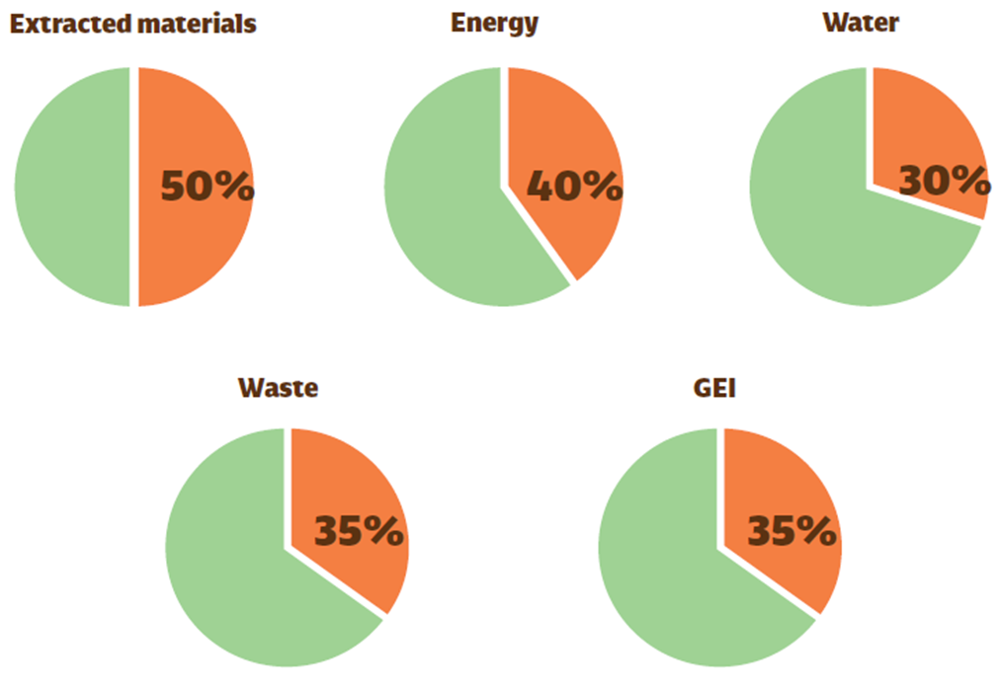 Extracted materials
Energy
Water
50%
40%
30%
Waste
GEI
35%
35%